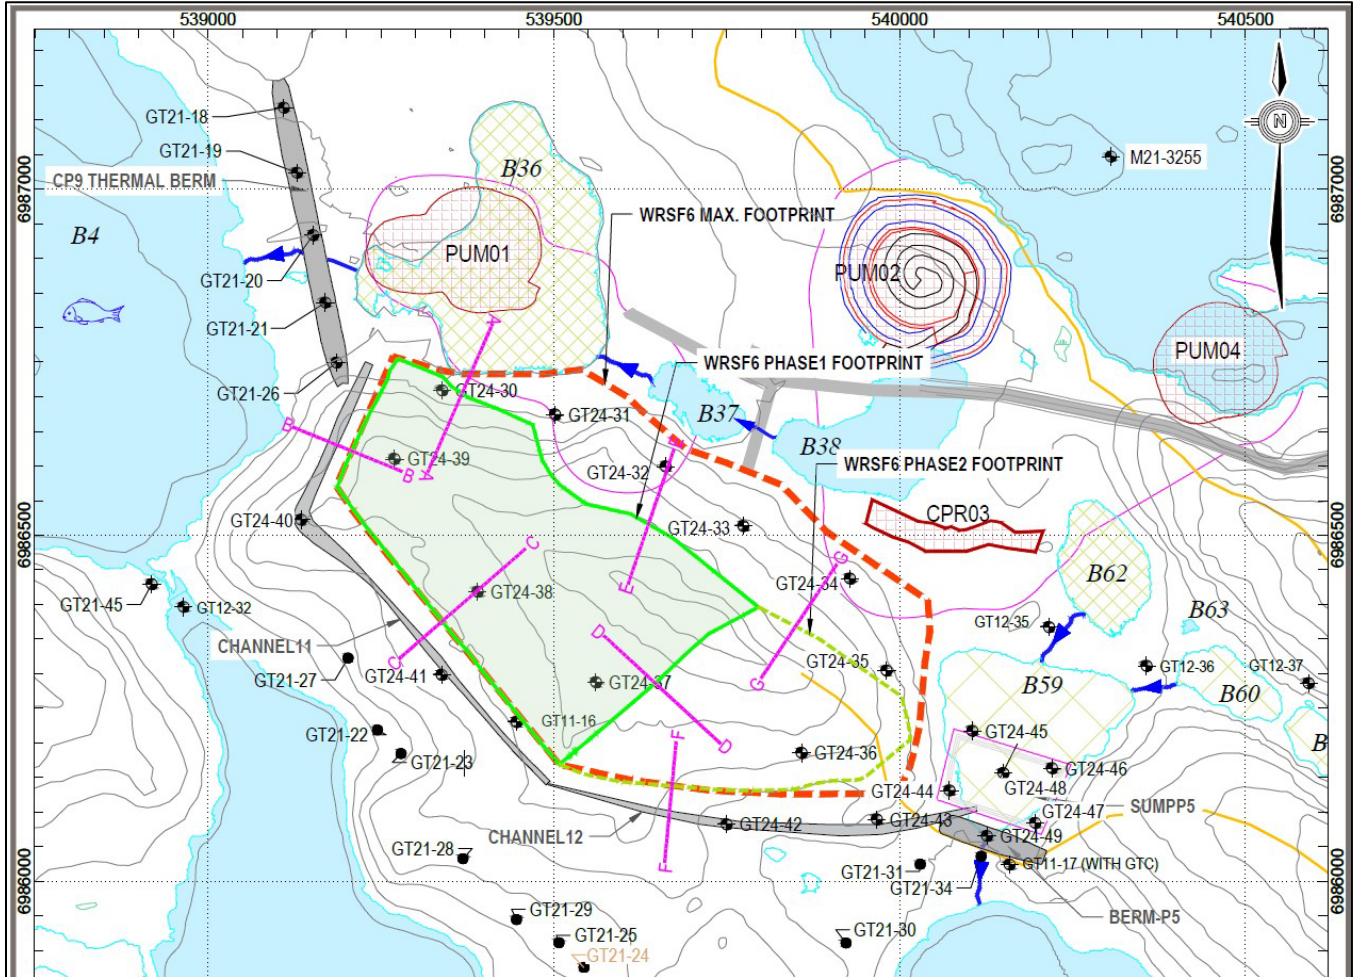 539000
539500
540000
540500
GT21-18
GT21-19
CP9 THERMAL BERM
B4
GT21-20
GT21-21
GT21-26
B36
PUM01
WRSF6 MAX. FOOTPRINT
M21-3255
N
6987000
6987000
PUM02
PUM04
WRSF6 PHASE1 FOOTPRINT
A
GT24-30
GT24-31
B37
B38
B
GT24-39
B
A
GT24-32
E
WRSF6 PHASE2 FOOTPRINT
GT24-40
GT24-33
CPR03
6986500
6986500
C
G
GT24-34
B62
GT21-45
GT12-32
GT24-38
E
B63
GT12-35
CHANNEL11
D
GT21-27
C
GT24-41
GT24-37
GT24-35
G
GT12-36
GT12-37
B59
B60
GT11-16
GT21-22
GT21-23
F
D
GT24-36
GT24-45
B
GT24-46
GT24-48
GT24-44
SUMPP5
GT24-47
CHANNEL12
GT24-42
GT24-43
GT24-49
GT21-28
F
GT21-31
GT11-17 (WITH GTC)
GT21-34
6986000
6986000
GT21-29
BERM-P5
GT21-25
GT21-30
GT21-24